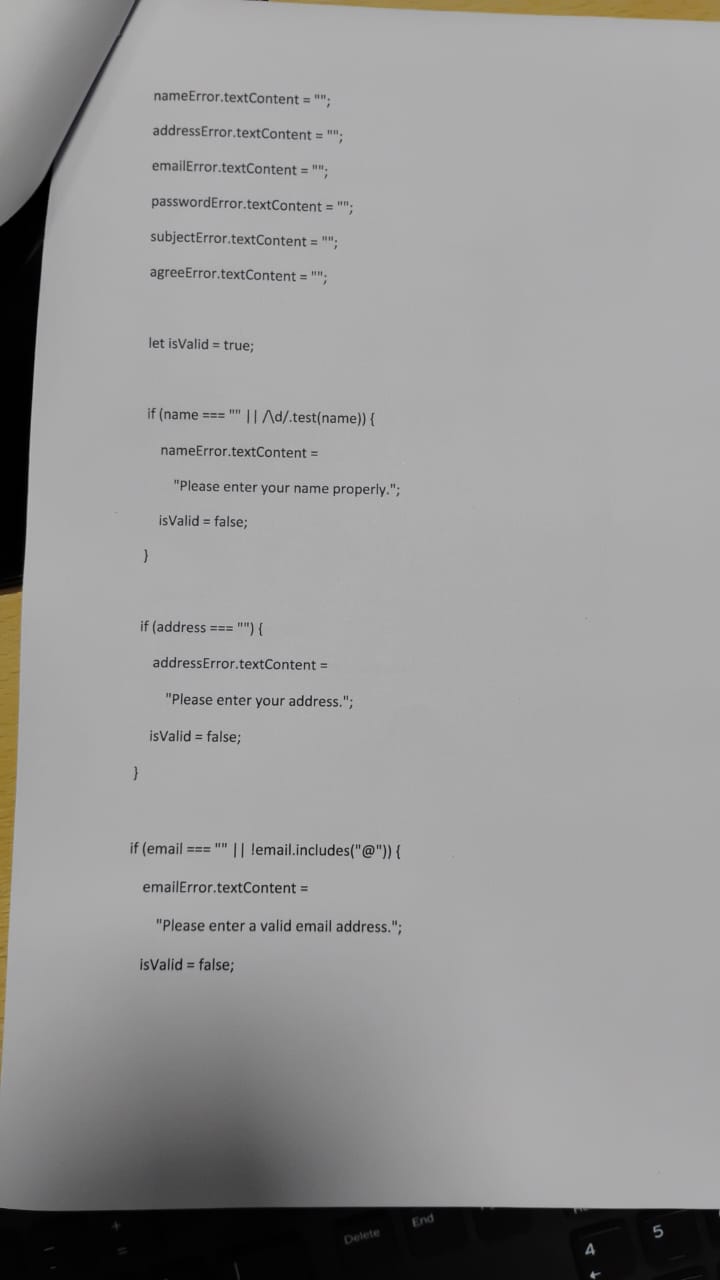 nameError.textContent = "";
addressError.textContent = "";
emailError.textContent = "";
passwordError.textContent = "";
subjectError.textContent = "";
agreeError.textContent = "";
let isValid = true;
if (name === "" || /\d/.test(name)) {
nameError.textContent =
"Please enter your name properly.";
isValid = false;
}
if (address === "") {
addressError.textContent =
"Please enter your address.";
isValid = false;
}
if (email === "" || !email.includes("@")) {
emailError.textContent =
"Please enter a valid email address.";
isValid = false;
Delete
End
4
5